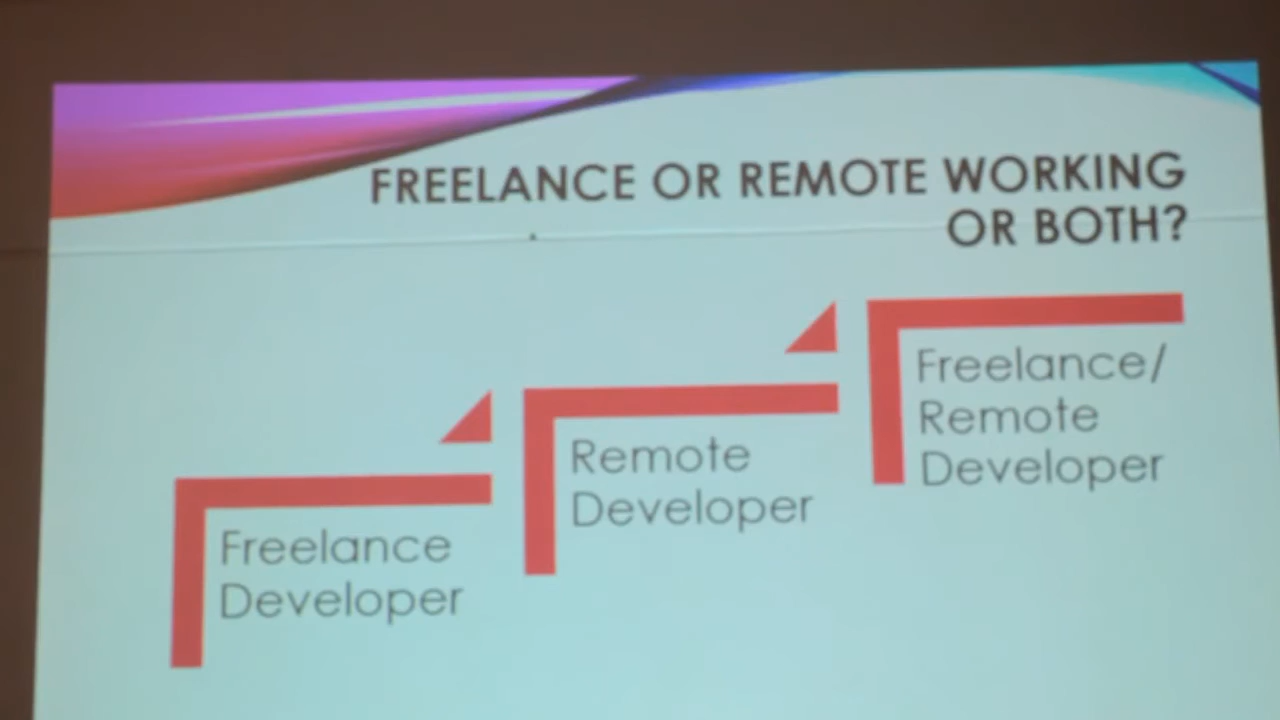 FREELANCE OR REMOTE WORKING
OR BOTH?
Freelance
Developer
Remote
Developer
Freelance/
Remote
Developer